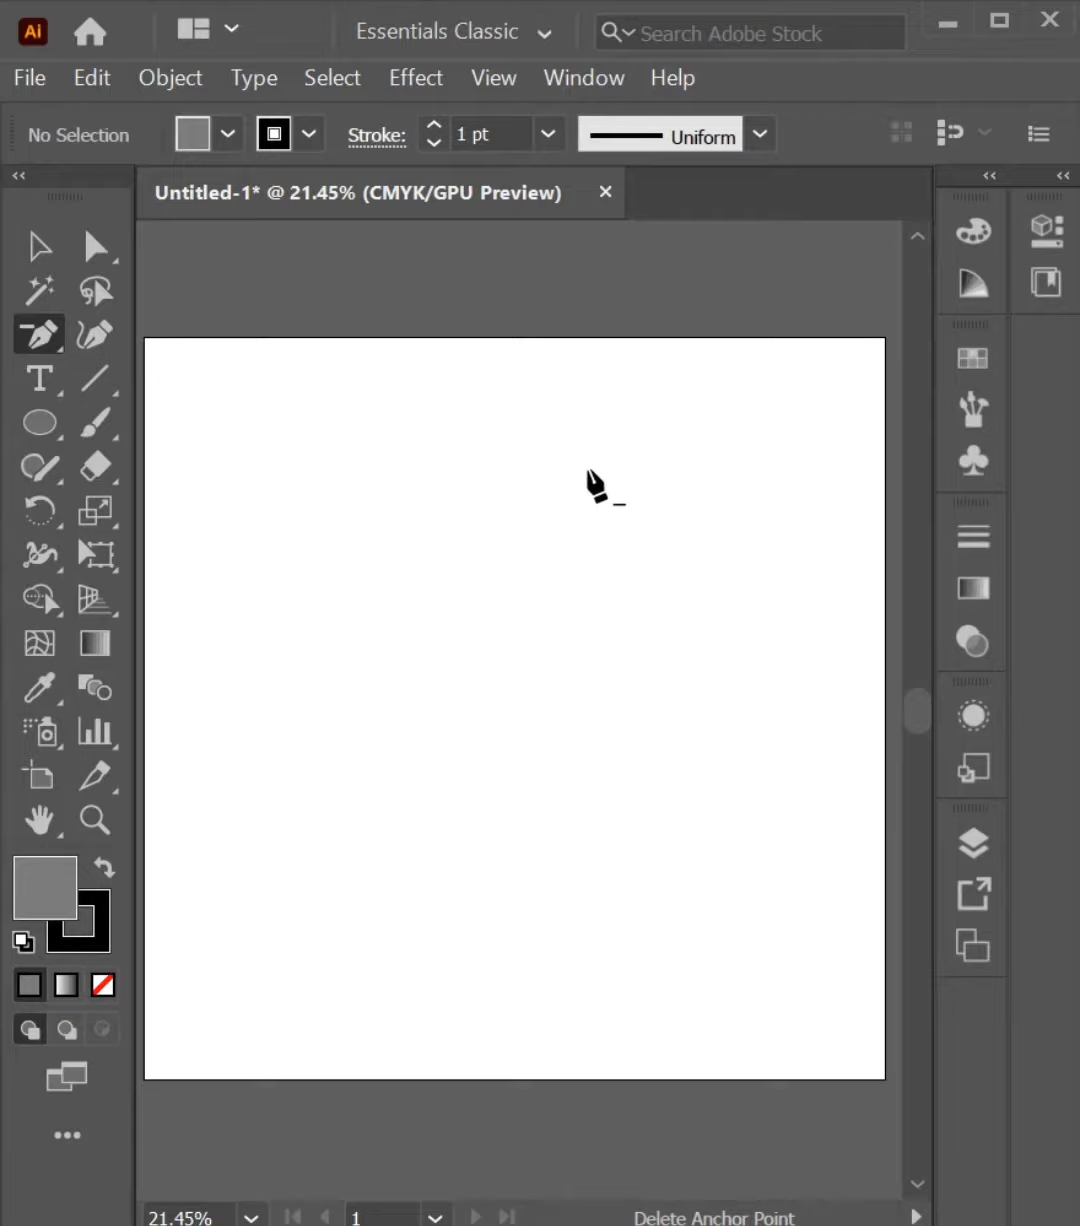 Ai
Essentials Classic
Search Adobe Stock
File Edit Object Type Select Effect View Window Help
No Selection
Stroke:
1 pt
Uniform
Untitled-1* @ 21.45% (CMYK/GPU Preview)
T
21.45%
1
Delete Anchor Point